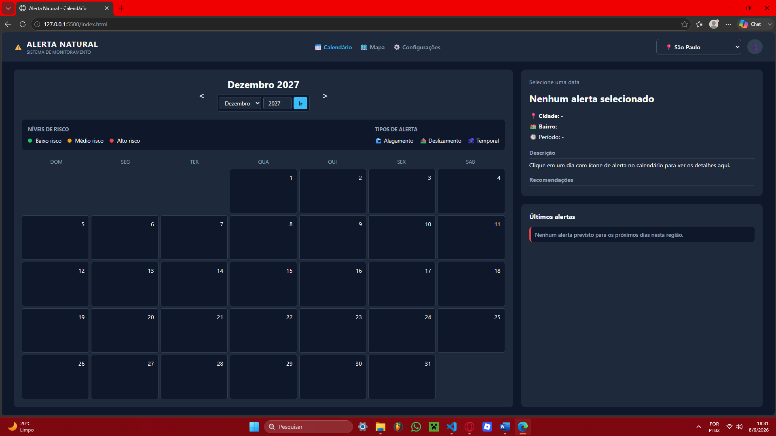 Alerta Natural - Calendário
127.0.0.1:5500/index.html
Chat
ALERTA NATURAL
SISTEMA DE MONITORAMENTO
Calendário
Mapa
Configurações
São Paulo
Dezembro 2027
<
Dezembro
2027
Ir
>
NÍVEIS DE RISCO
Baixo risco
Médio risco
Alto risco
TIPOS DE ALERTA
Alagamento
Deslizamento
Temporal
DOM SEG TER QUA QUI SEX SÁB
1 2 3 4
5 6 7 8 9 10 11
12 13 14 15 16 17 18
19 20 21 22 23 24 25
26 27 28 29 30 31
Selecione uma data
Nenhum alerta selecionado
Cidade: -
Bairro:
Período: -
Descrição
Clique em um dia com ícone de alerta no calendário para ver os detalhes aqui.
Recomendações
Últimos alertas
Nenhum alerta previsto para os próximos dias nesta região.
Limpo
Pesquisar
POR
PTB2